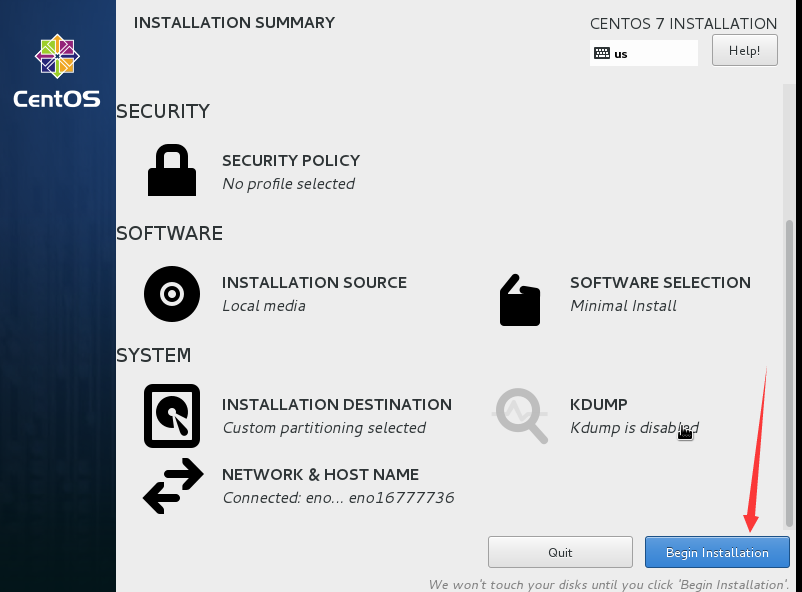 INSTALLATION SUMMARY
CENTOS 7 INSTALLATION
us
Help!
CentOS
SECURITY
SECURITY POLICY
No profile selected
SOFTWARE
INSTALLATION SOURCE
Local media
SOFTWARE SELECTION
Minimal Install
SYSTEM
INSTALLATION DESTINATION
Custom partitioning selected
KDUMP
Kdump is disabled
NETWORK & HOST NAME
Connected: eno... eno16777736
Quit
Begin Installation
We won't touch your disks until you click 'Begin Installation'.